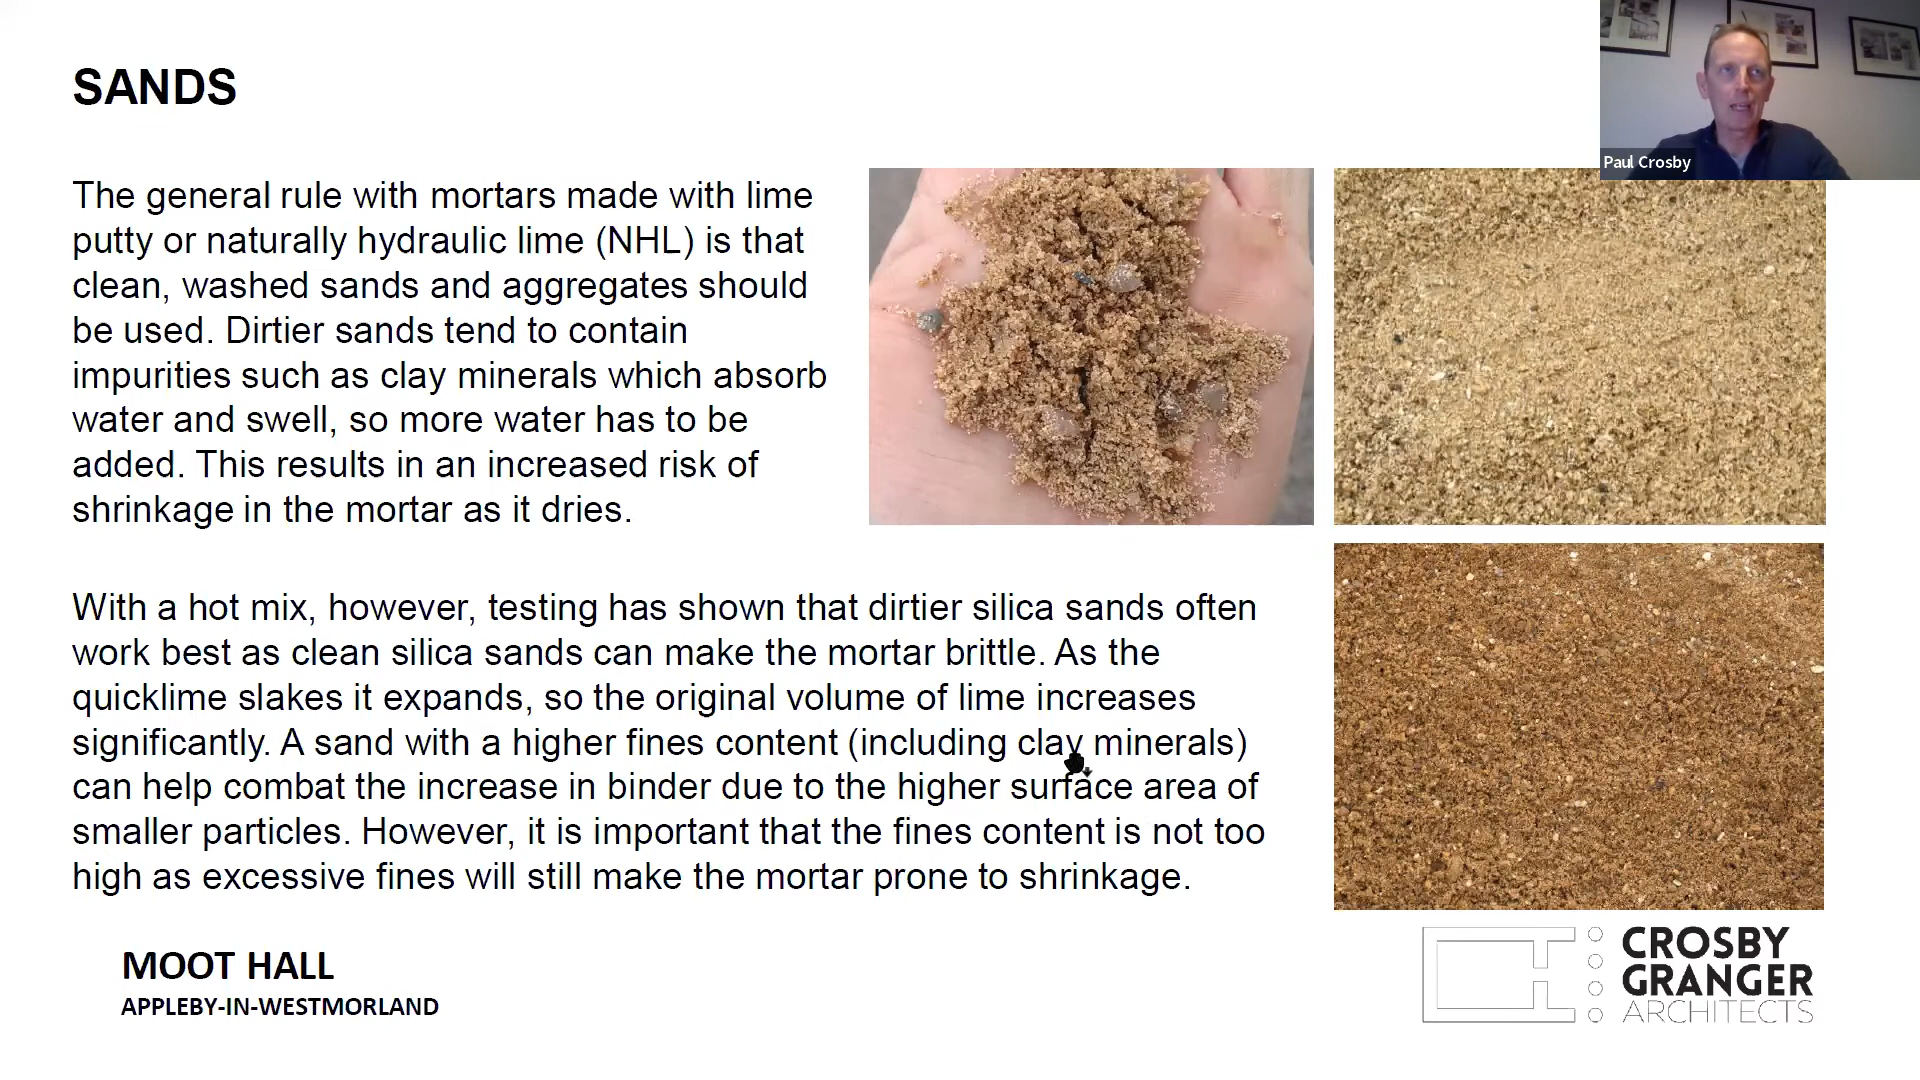 SANDS
Paul Crosby
The general rule with mortars made with lime
putty or naturally hydraulic lime (NHL) is that
clean, washed sands and aggregates should
be used. Dirtier sands tend to contain
impurities such as clay minerals which absorb
water and swell, so more water has to be
added. This results in an increased risk of
shrinkage in the mortar as it dries.
With a hot mix, however, testing has shown that dirtier silica sands often
work best as clean silica sands can make the mortar brittle. As the
quicklime slakes it expands, so the original volume of lime increases
significantly. A sand with a higher fines content (including clay minerals)
can help combat the increase in binder due to the higher surface area of
smaller particles. However, it is important that the fines content is not too
high as excessive fines will still make the mortar prone to shrinkage.
MOOT HALL
APPLEBY-IN-WESTMORLAND
CROSBY
GRANGER
ARCHITECTS